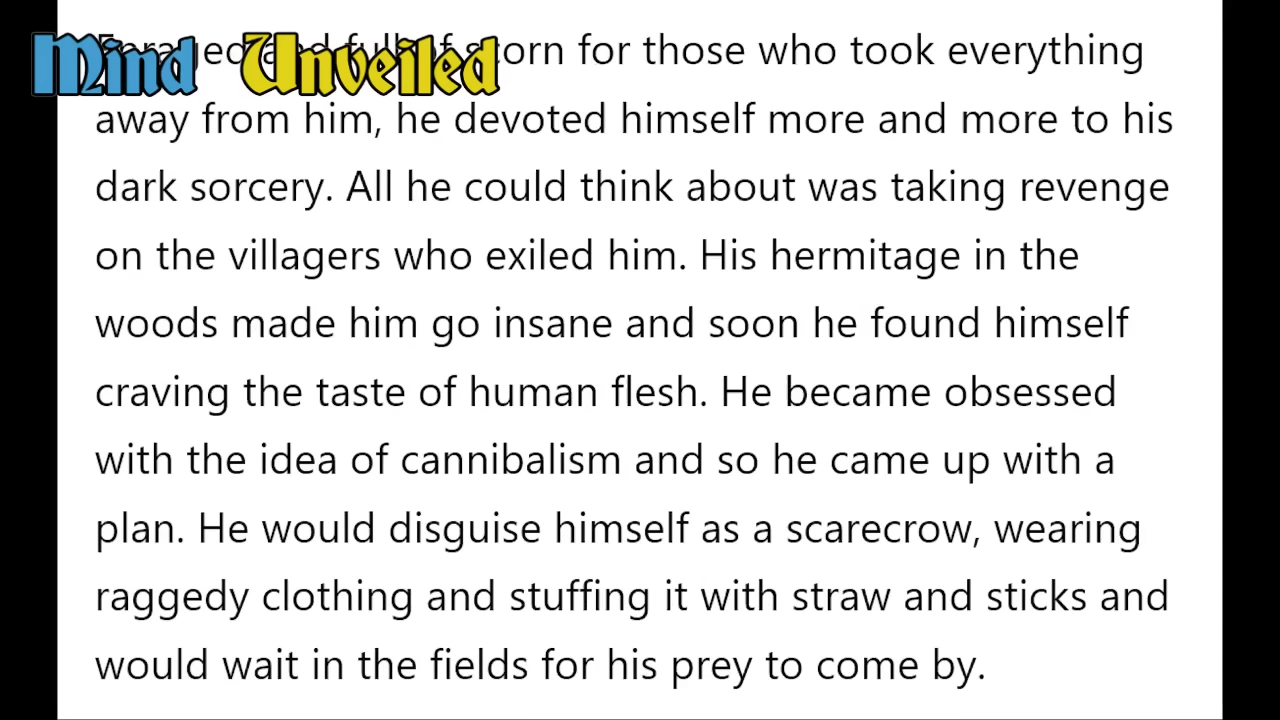 Mind Unveiled
Enraged and full of scorn for those who took everything
away from him, he devoted himself more and more to his
dark sorcery. All he could think about was taking revenge
on the villagers who exiled him. His hermitage in the
woods made him go insane and soon he found himself
craving the taste of human flesh. He became obsessed
with the idea of cannibalism and so he came up with a
plan. He would disguise himself as a scarecrow, wearing
raggedy clothing and stuffing it with straw and sticks and
would wait in the fields for his prey to come by.